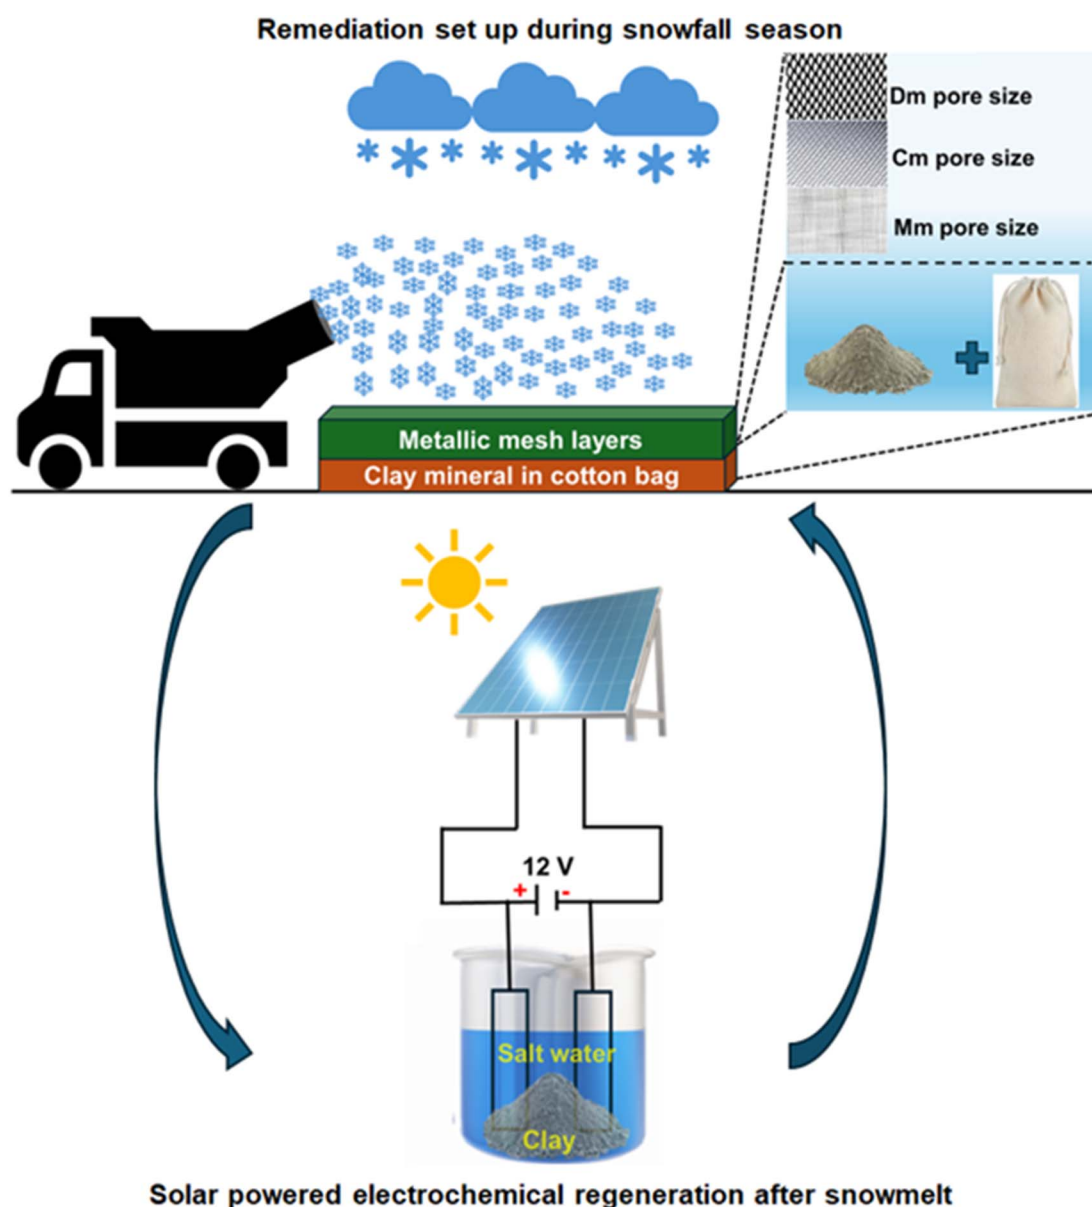 Remediation set up during snowfall season
Dm pore size
Cm pore size
Mm pore size
Metallic mesh layers
Clay mineral in cotton bag
12 V
+ -
Salt water
Clay
Solar powered electrochemical regeneration after snowmelt